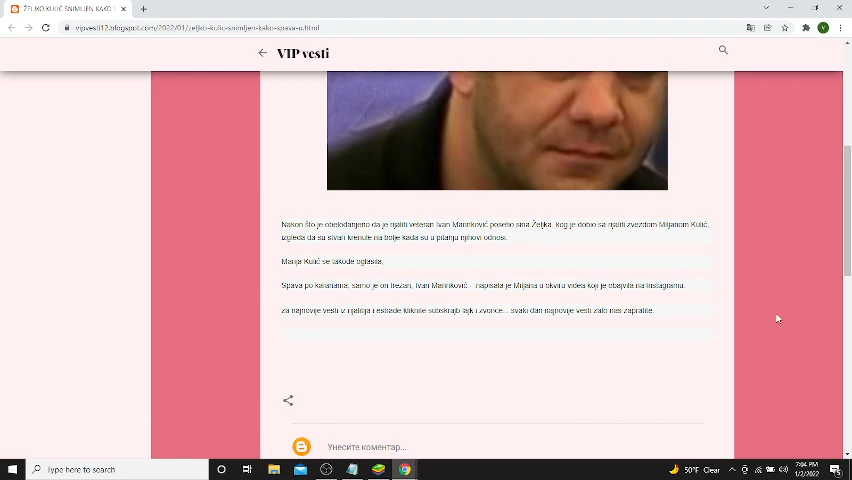 ŽELJKO KULIĆ SNIMLJEN KAKO
vipvesti12.blogspot.com/2022/01/zeljko-kulic-snimljen-kako-spava-u.html
VIP vesti
Nakon što je obelodanjeno da je rijaliti veteran Ivan Marinković posetio sina Željka, kog je dobio sa rijaliti zvezdom Miljanom Kulić,
izgleda da su stvari krenule na bolje kada su u pitanju njihovi odnosi.
Marija Kulić se takođe oglasila,
Spava po kafanama, samo je on trezan, Ivan Marinković - napisala je Miljana u okviru videa koji je objavila na Instagramu.
za najnovije vesti iz rijalitija i estrade kliknite subskrajb lajk i zvonce... svaki dan najnovije vesti zato nas zapratite.
Унесите коментар...
Type here to search
50°F Clear
7:04 PM
1/2/2022